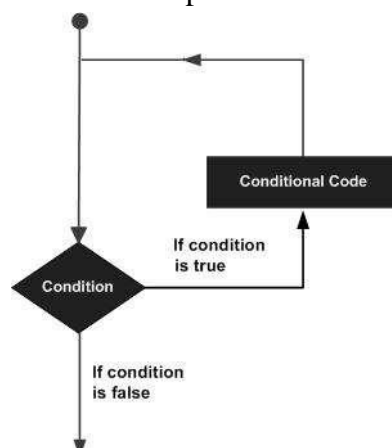 Conditional Code
If condition
is true
Condition
If condition
is false